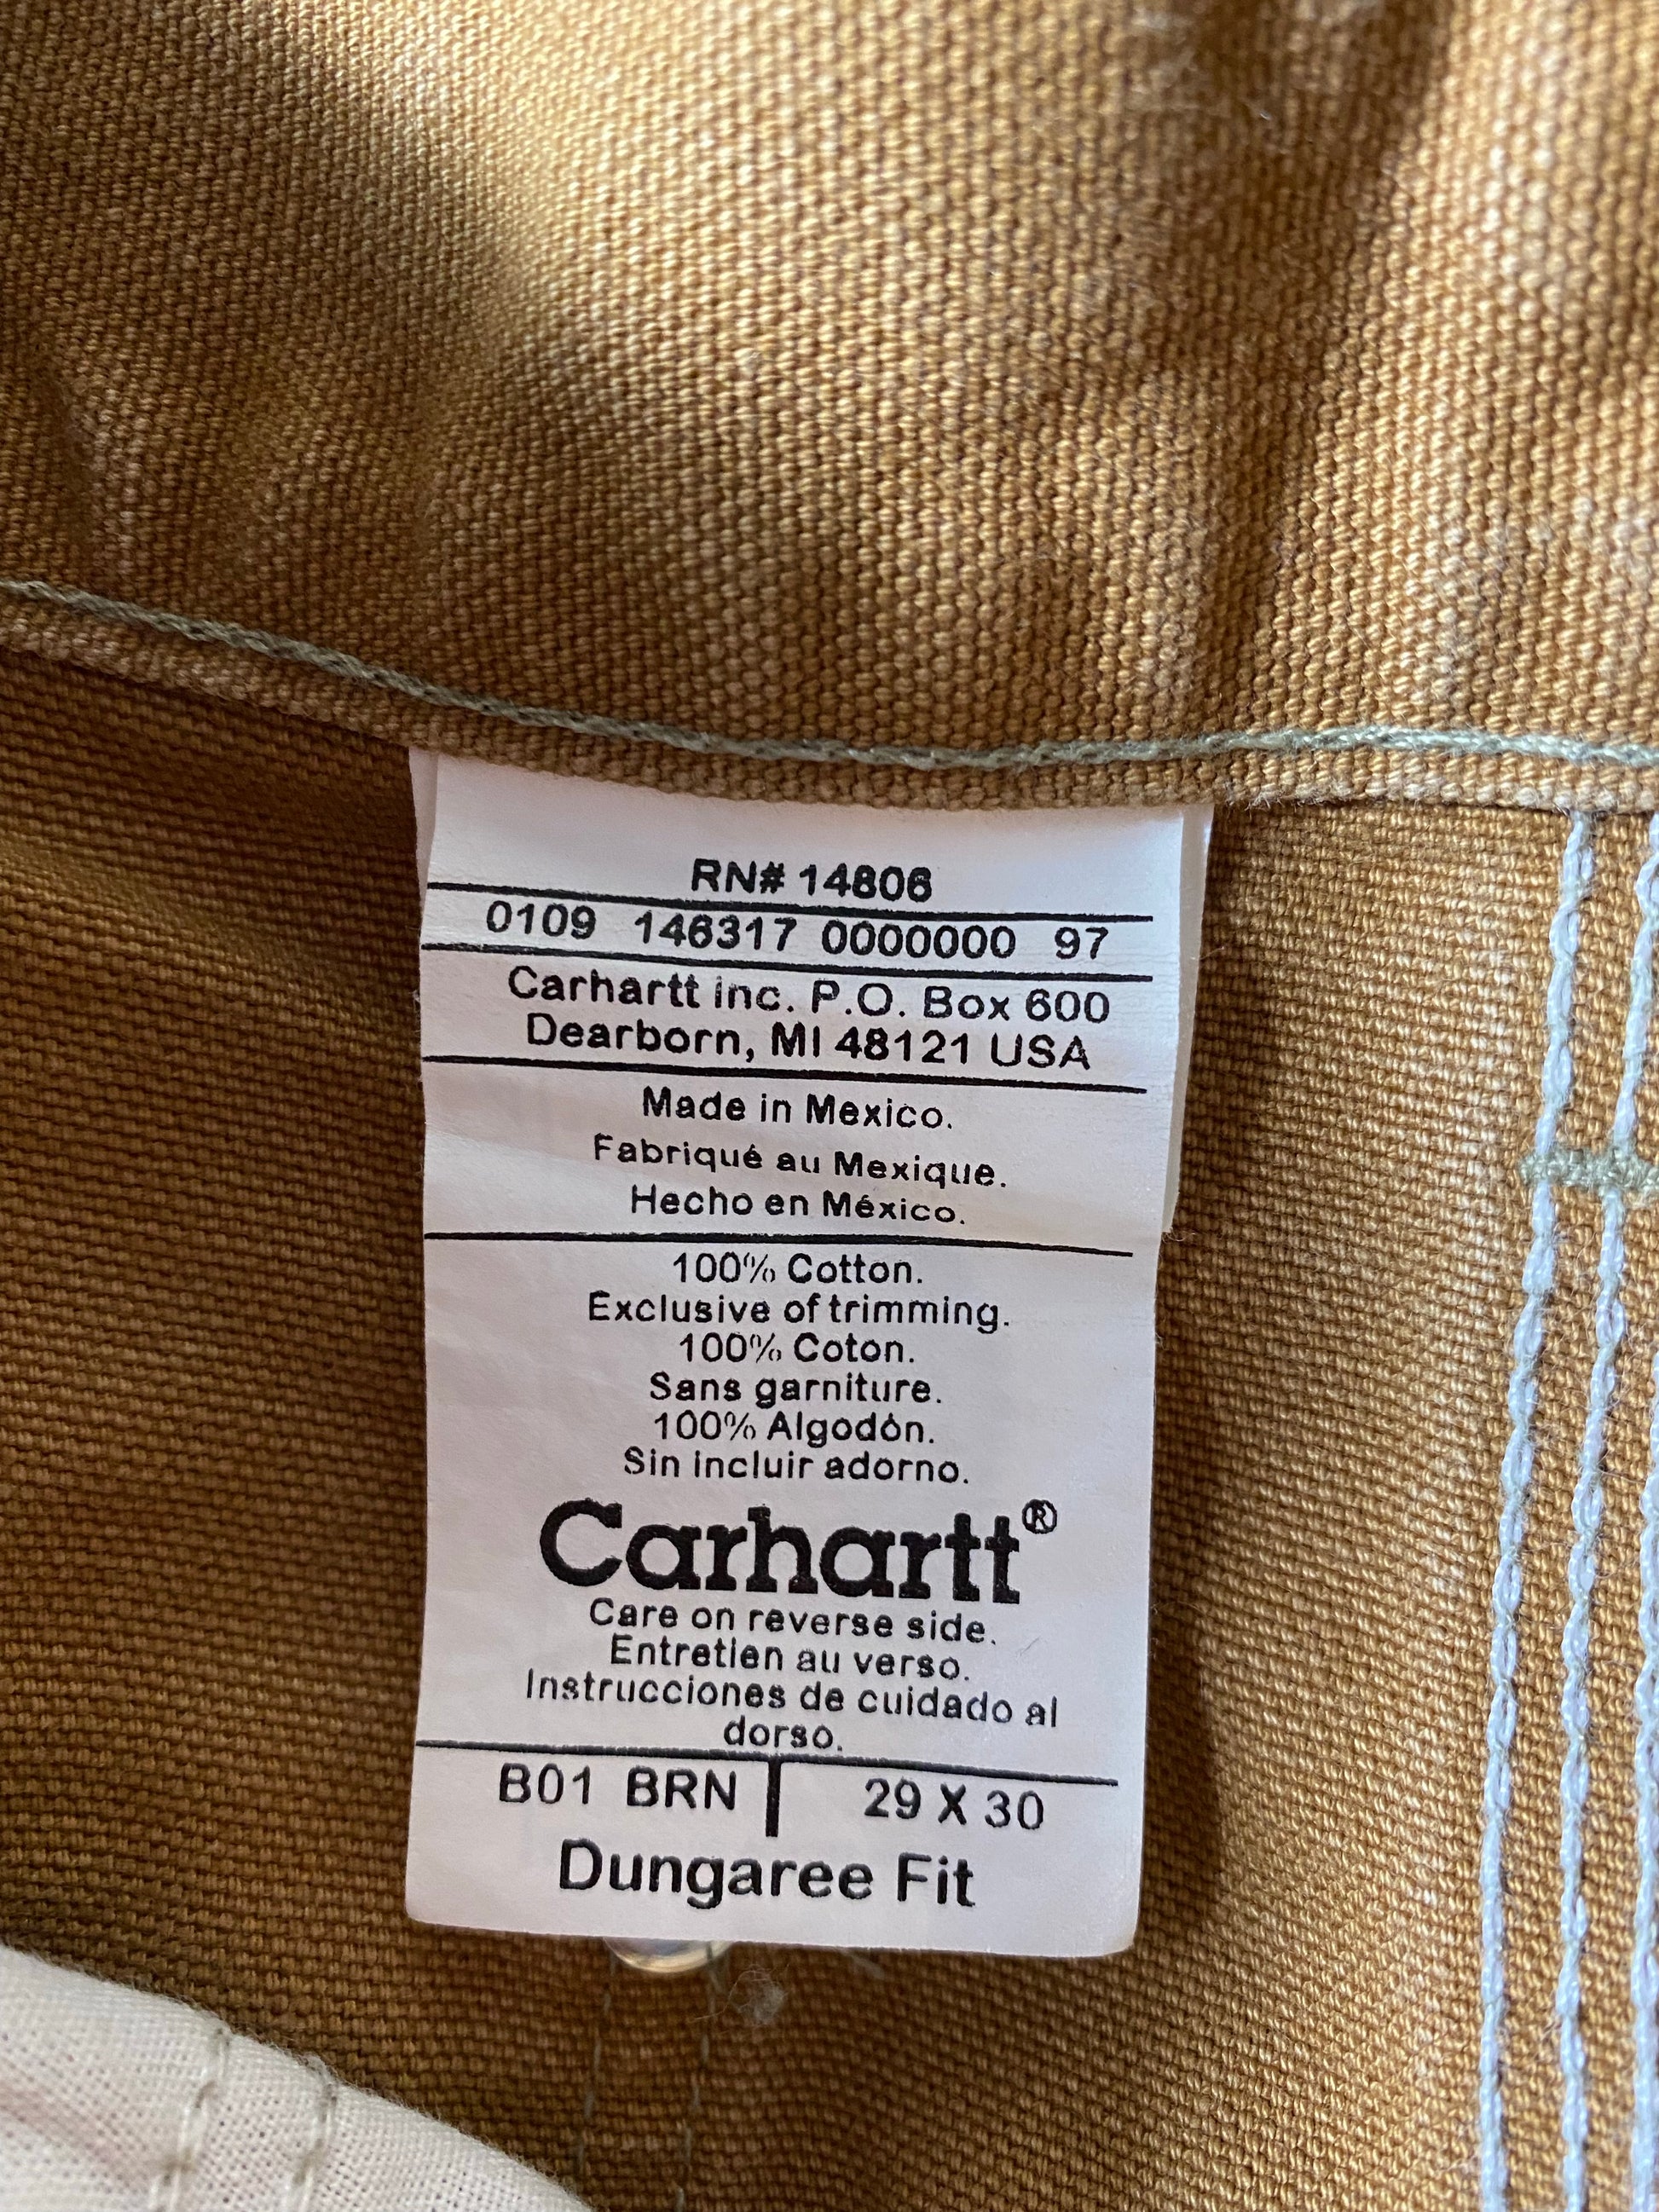 RN# 14806
0109 146317 0000000 97
Carhartt inc. P.O. Box 600
Dearborn, MI 48121 USA
Made in Mexico.
Fabriqué au Mexique.
Hecho en México.
100% Cotton.
Exclusive of trimming.
100% Coton.
Sans garniture.
100% Algodón.
Sin incluir adorno.
Carhartt®
Care on reverse side.
Entretien au verso.
Instrucciones de cuidado al
dorso.
B01 BRN 29 X 30
Dungaree Fit